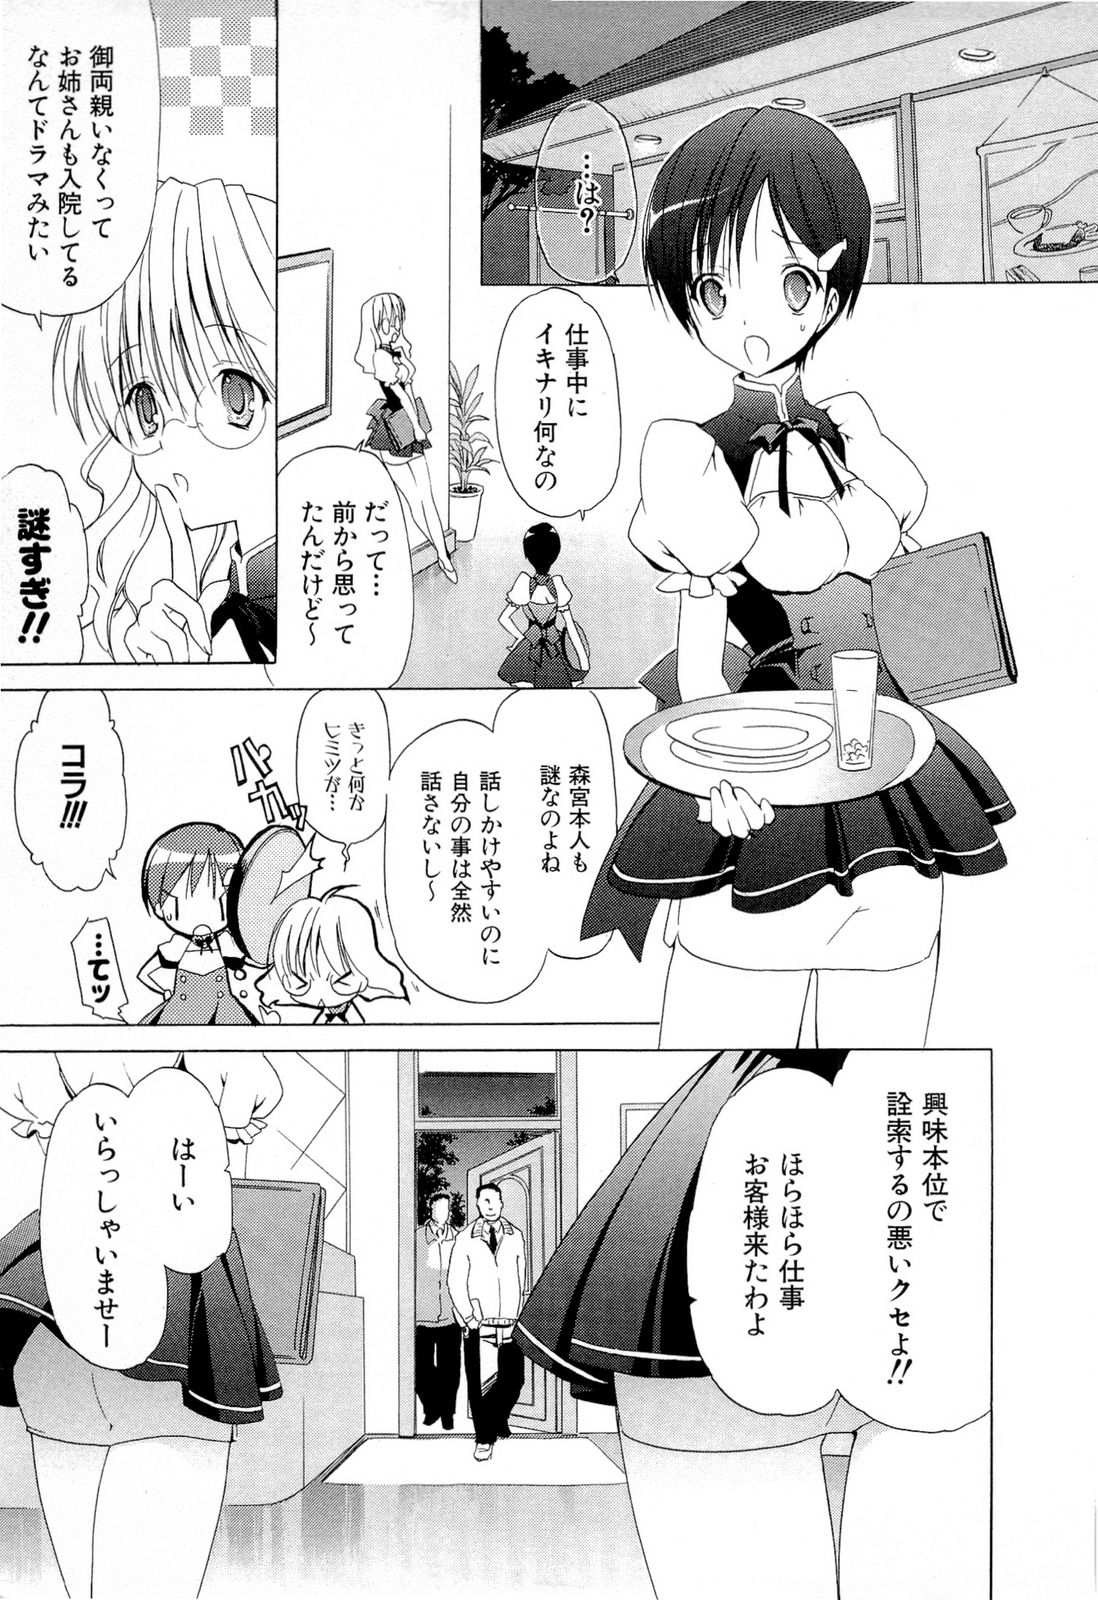 …は?
仕事中に
イキナリ何なの
だって…
前から思って
たんだけど〜
御両親いなくって
お姉さんも入院してる
なんてドラマみたい
謎すぎ!!
森宮本人も
謎なのよね
話しかけやすいのに
自分の事は全然
話さないし〜
きっと何か
ヒミツが…
パカッ
コラ!!!
…てッ
興味本位で
詮索するの悪いクセよ!!
ほらほら仕事
お客様来たわよ
はーい
いらっしゃいませー